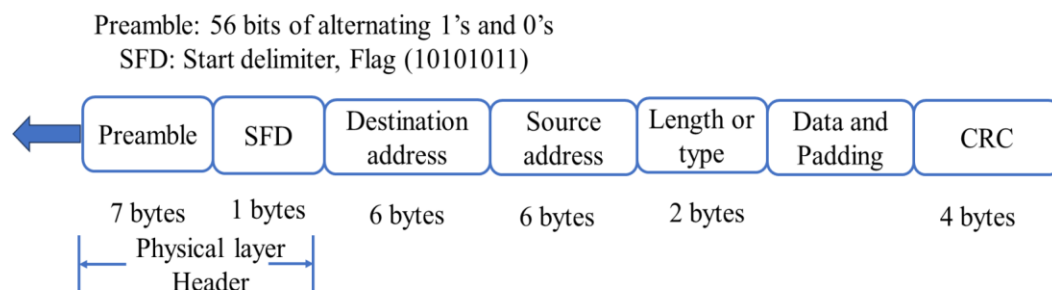 Preamble: 56 bits of alternating 1's and 0's
SFD: Start delimiter, Flag (10101011)
Preamble
SFD
Destination
address
Source
address
Length or
type
Data and
Padding
CRC
7 bytes
1 bytes
6 bytes
6 bytes
2 bytes
4 bytes
Physical layer
Header